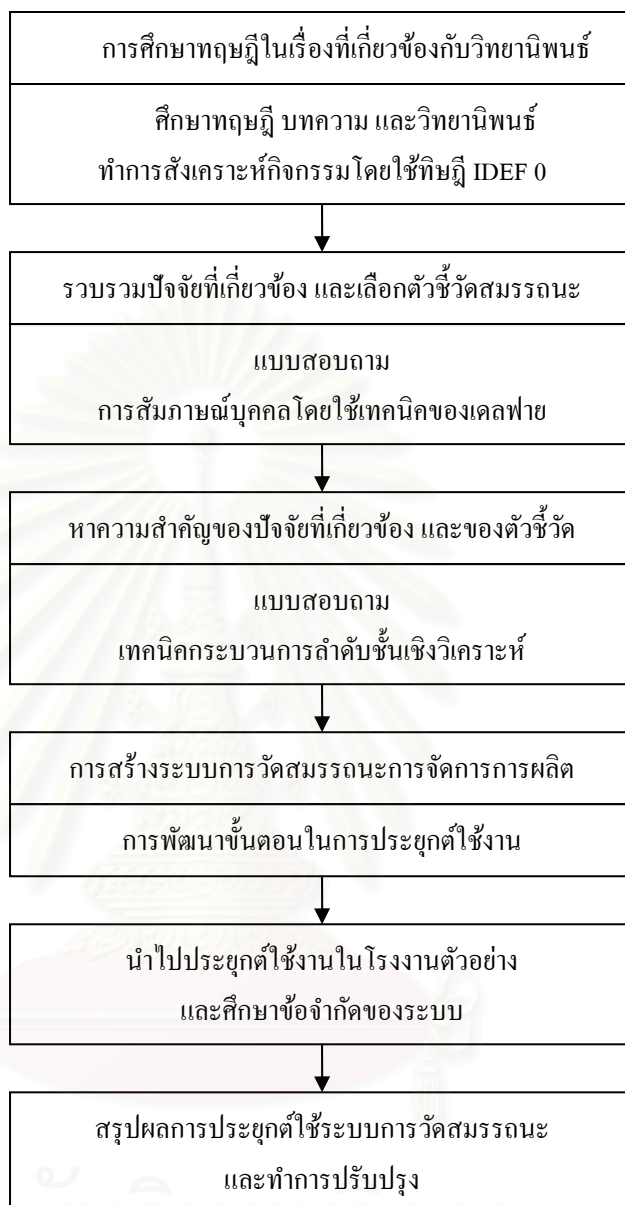 การศึกษาทฤษฎีในเรื่องที่เกี่ยวข้องกับวิทยานิพนธ์
ศึกษาทฤษฎี บทความ และวิทยานิพนธ์
ทำการสังเคราะห์กิจกรรมโดยใช้ทิษฎี IDEF 0
รวบรวมปัจจัยที่เกี่ยวข้อง และเลือกตัวชี้วัดสมรรถนะ
แบบสอบถาม
การสัมภาษณ์บุคคลโดยใช้เทคนิคของเดลฟาย
หาความสำคัญของปัจจัยที่เกี่ยวข้อง และของตัวชี้วัด
แบบสอบถาม
เทคนิคกระบวนการลำดับชั้นเชิงวิเคราะห์
การสร้างระบบการวัดสมรรถนะการจัดการการผลิต
การพัฒนาขั้นตอนในการประยุกต์ใช้งาน
นำไปประยุกต์ใช้งานในโรงงานตัวอย่าง
และศึกษาข้อจำกัดของระบบ
สรุปผลการประยุกต์ใช้ระบบการวัดสมรรถนะ
และทำการปรับปรุง